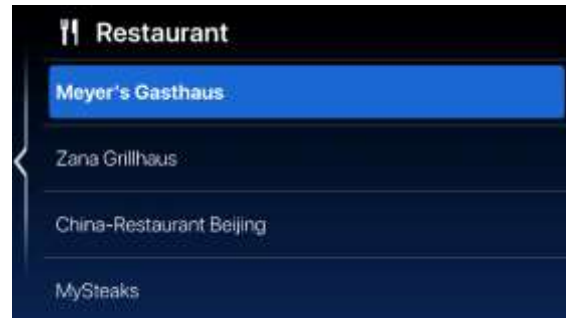 Restaurant
Meyer's Gasthaus
Zana Grillhaus
China-Restaurant Beijing
MySteaks